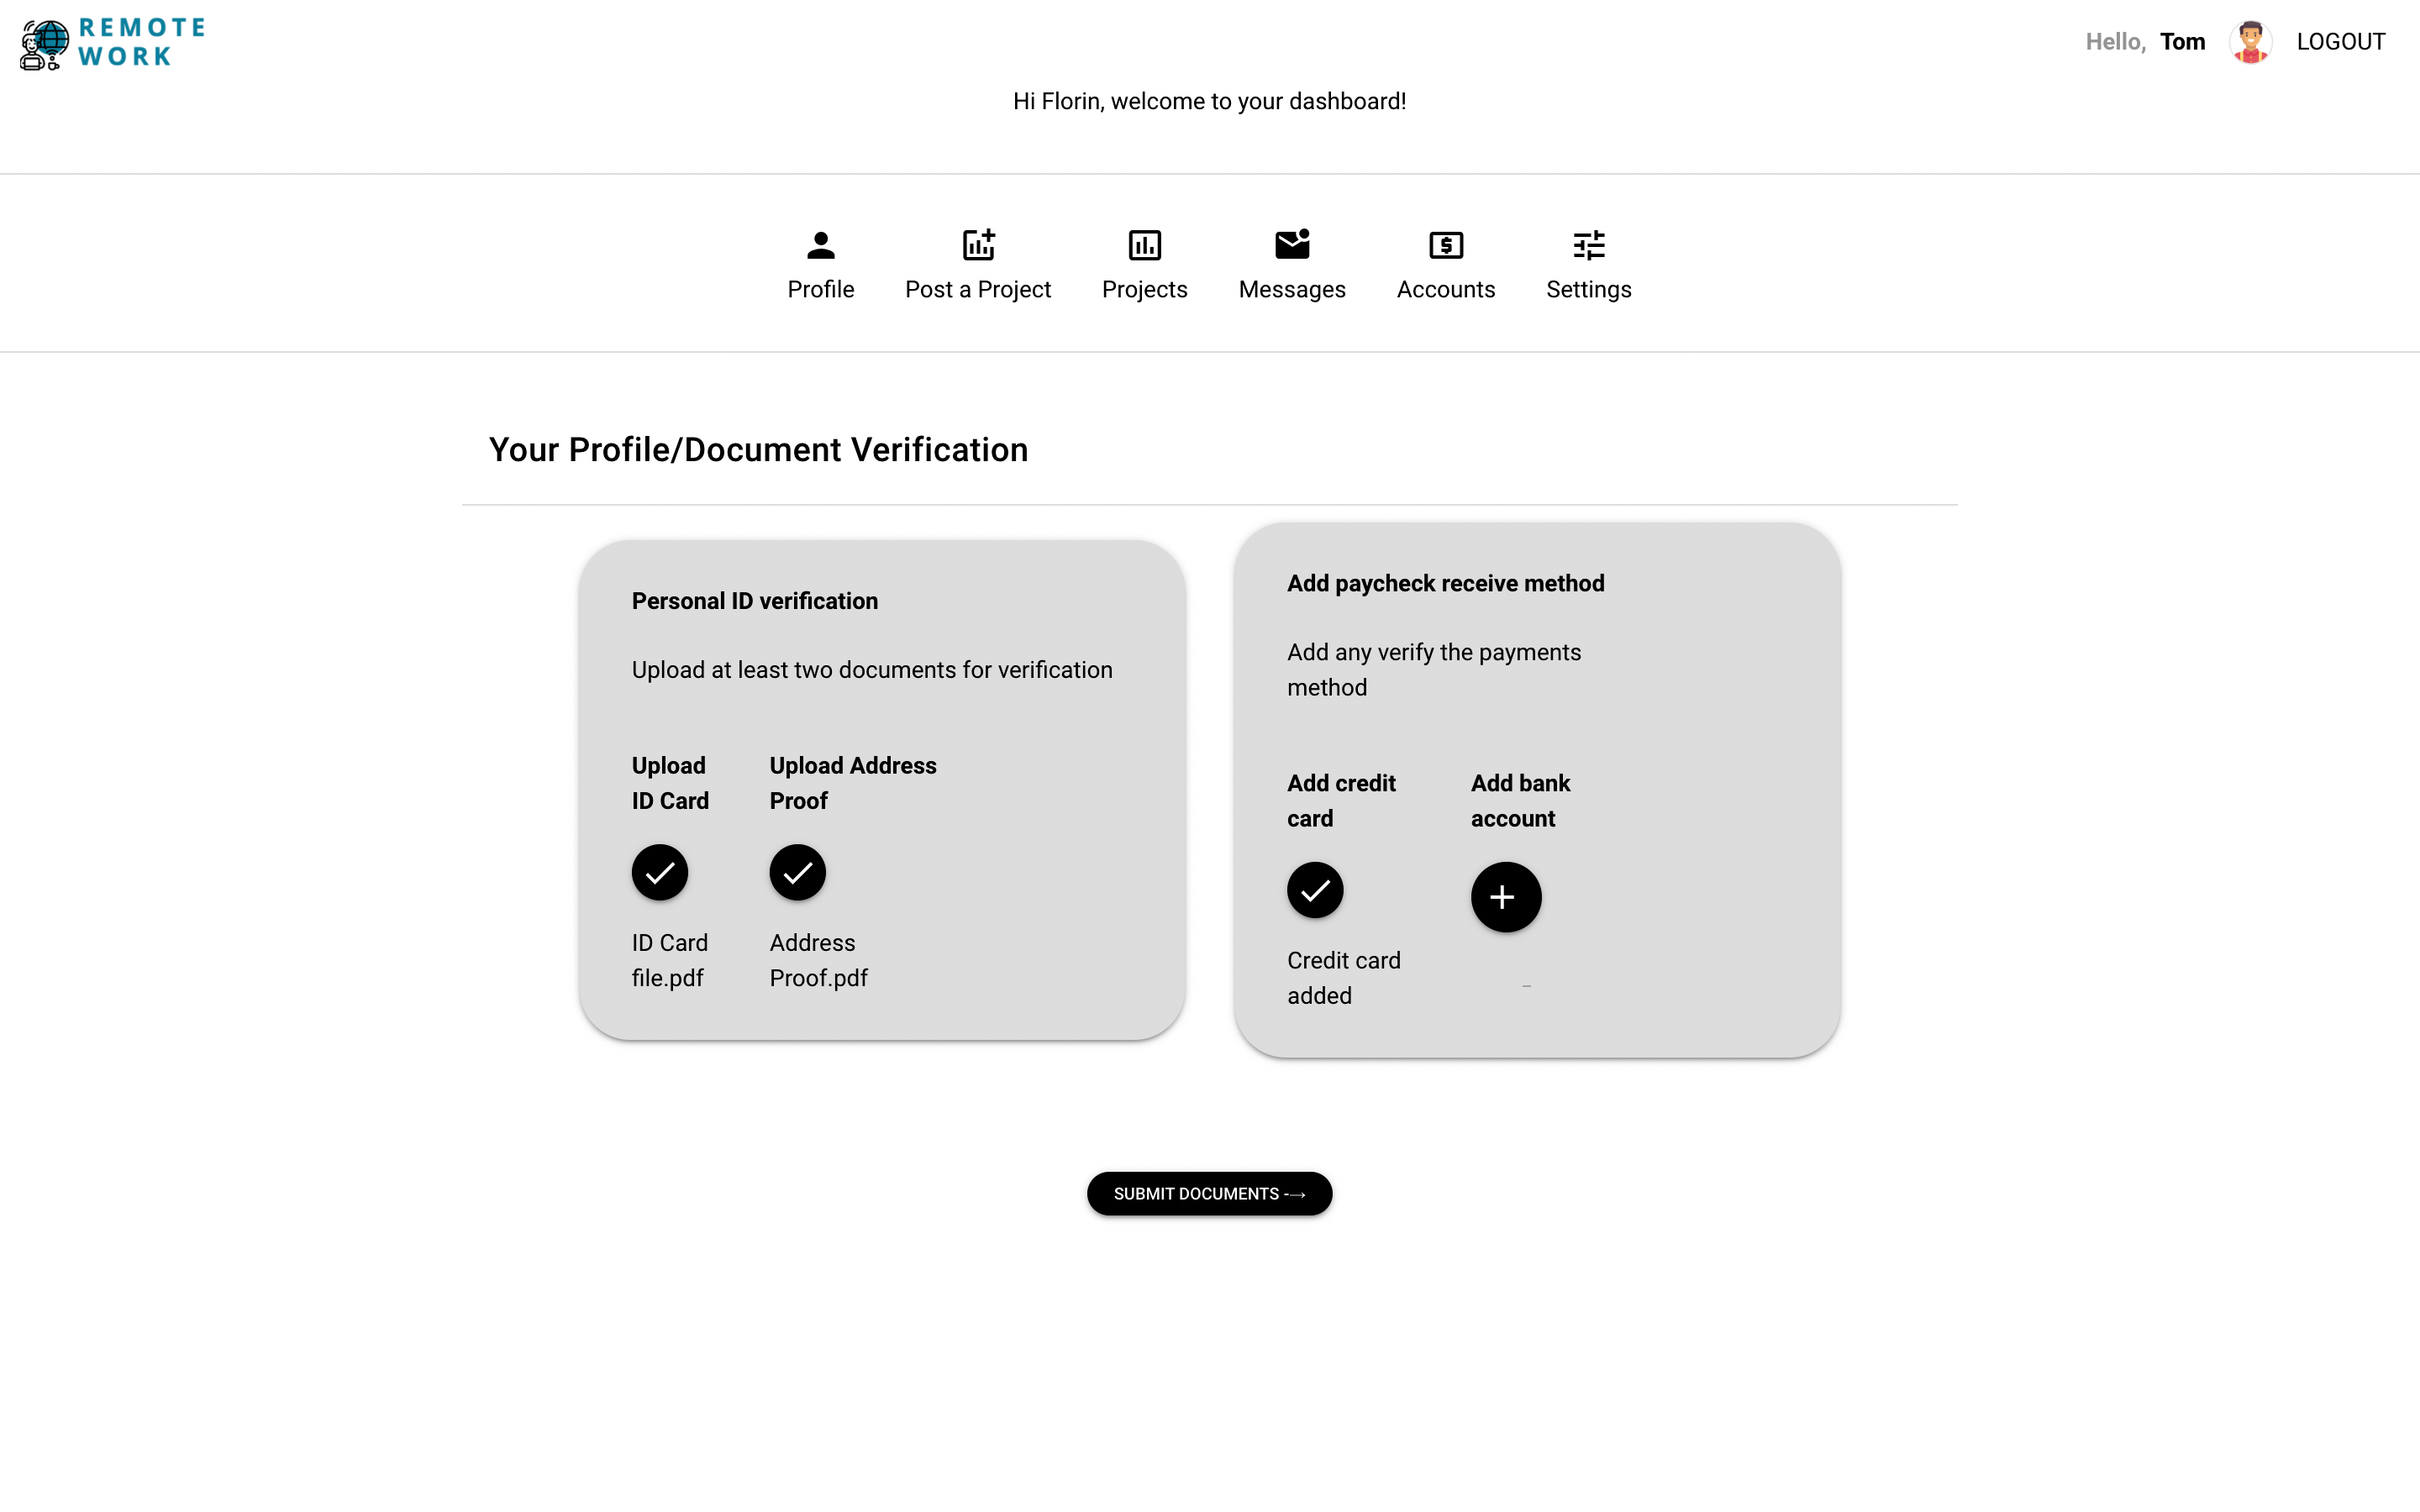 REMOTE
WORK
Hello, Tom LOGOUT
Hi Florin, welcome to your dashboard!
Profile
Post a Project
Projects
Messages
Accounts
Settings
Your Profile/Document Verification
Personal ID verification
Upload at least two documents for verification
Upload
ID Card
Upload Address
Proof
ID Card
file.pdf
Address
Proof.pdf
Add paycheck receive method
Add any verify the payments
method
Add credit
card
Add bank
account
Credit card
added
–
SUBMIT DOCUMENTS -→